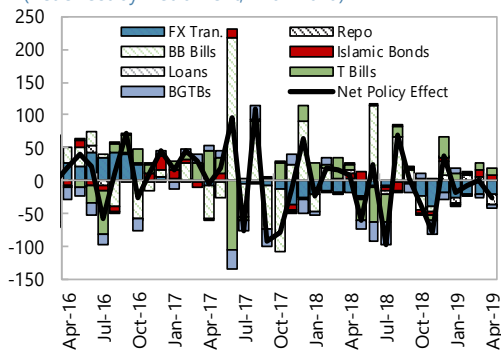 FX Tran. Repo
BB Bills Islamic Bonds
Loans T Bills
BGTBs Net Policy Effect
250
200
150
100
50
0
-50
-100
-150
Apr-16 Jul-16 Oct-16 Jan-17 Apr-17 Jul-17 Oct-17 Jan-18 Apr-18 Jul-18 Oct-18 Jan-19 Apr-19